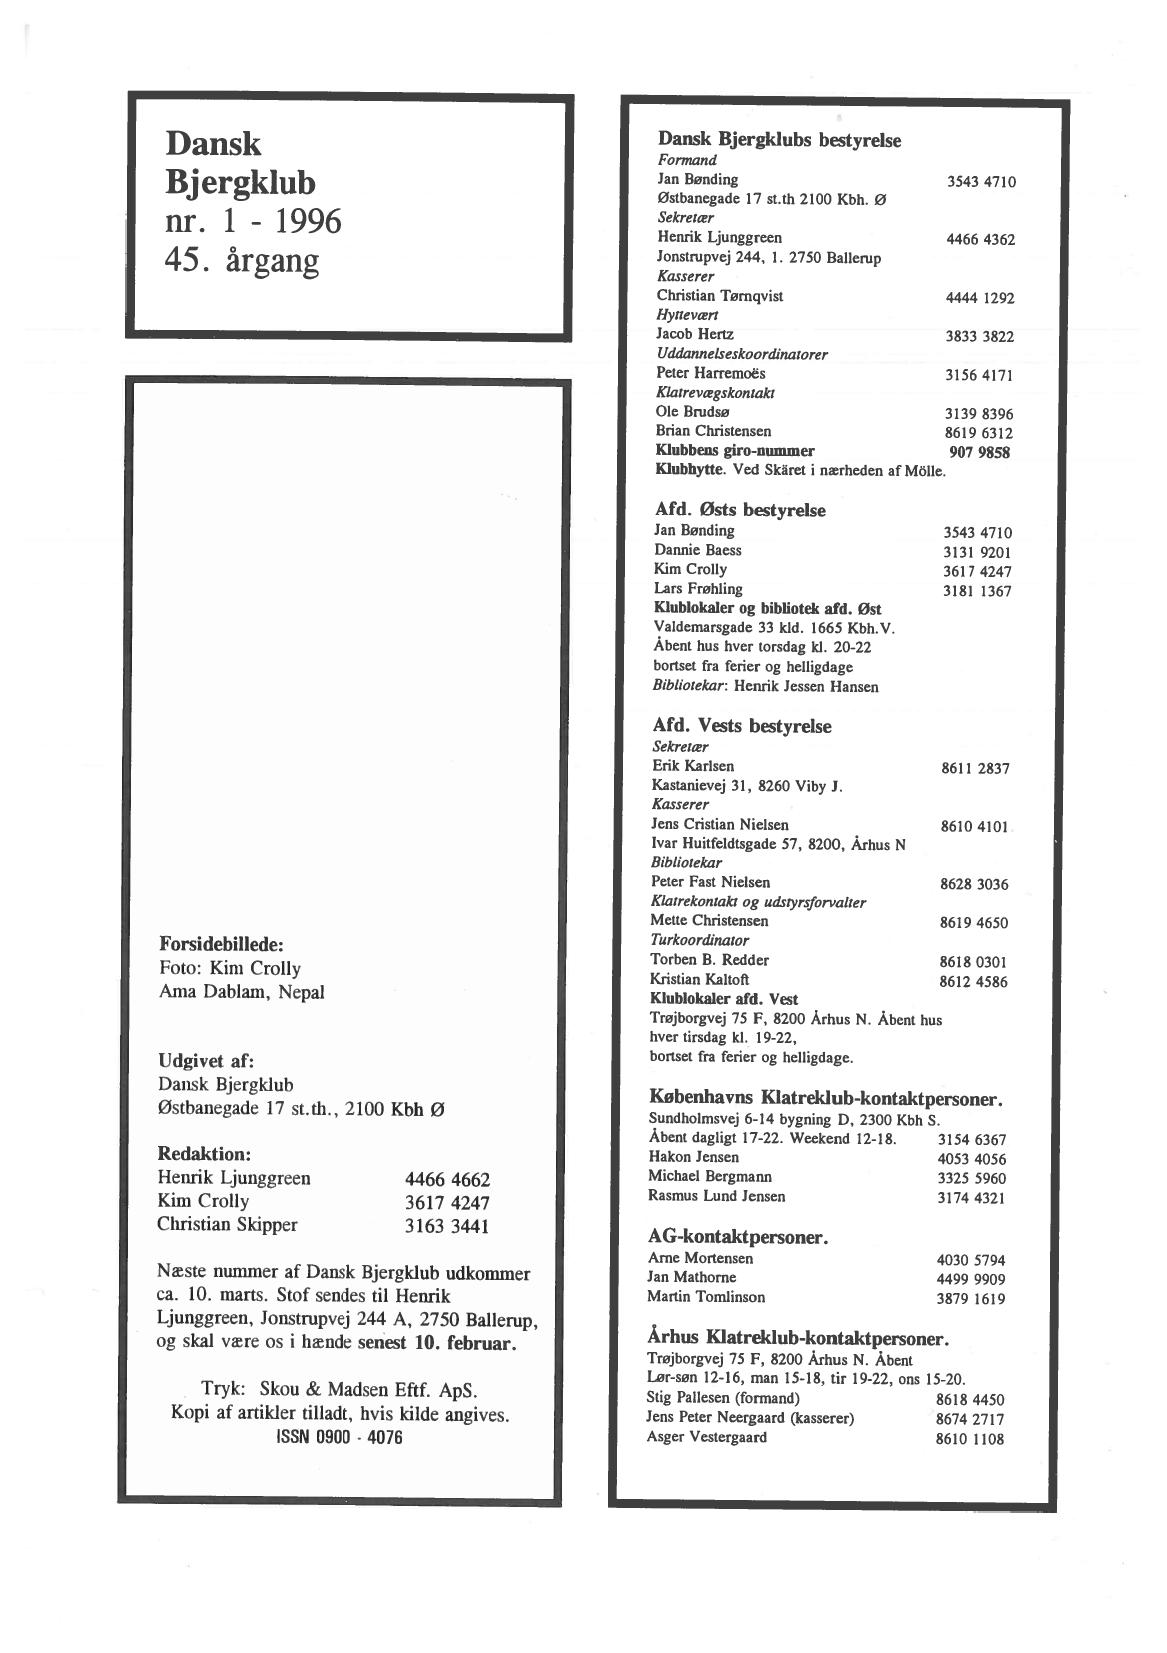 Dansk
Bjergklub
nr. 1 - 1996
45. årgang
Forsidebillede:
Foto: Kim Crolly
Ama Dablam, Nepal
Udgivet af:
Dansk Bjergklub
Østbanegade 17 st.th., 2100 Kbh Ø
Redaktion:
Henrik Ljunggreen 4466 4662
Kim Crolly 3617 4247
Christian Skipper 3163 3441
Næste nummer af Dansk Bjergklub udkommer
ca. 10. marts. Stof sendes til Henrik
Ljunggreen, Jonstrupvej 244 A, 2750 Ballerup,
og skal være os i hænde senest 10. februar.
Tryk: Skou & Madsen Eftf. ApS.
Kopi af artikler tilladt, hvis kilde angives.
ISSN 0900 - 4076
Dansk Bjergklubs bestyrelse
Formand
Jan Bønding 3543 4710
Østbanegade 17 st.th 2100 Kbh. Ø
Sekretær
Henrik Ljunggreen 4466 4362
Jonstrupvej 244, 1. 2750 Ballerup
Kasserer
Christian Tørnqvist 4444 1292
Hyttevært
Jacob Hertz 3833 3822
Uddannelseskoordinatorer
Peter Harremoës 3156 4171
Klatrevægskontakt
Ole Brudsø 3139 8396
Brian Christensen 8619 6312
Klubbens giro-nummer 907 9858
Klubhytte. Ved Skäret i nærheden af Mölle.
Afd. Østs bestyrelse
Jan Bønding 3543 4710
Dannie Baess 3131 9201
Kim Crolly 3617 4247
Lars Frøhling 3181 1367
Klublokaler og bibliotek afd. Øst
Valdemarsgade 33 kld. 1665 Kbh.V.
Åbent hus hver torsdag kl. 20-22
bortset fra ferier og helligdage
Bibliotekar: Henrik Jessen Hansen
Afd. Vests bestyrelse
Sekretær
Erik Karlsen 8611 2837
Kastanievej 31, 8260 Viby J.
Kasserer
Jens Cristian Nielsen 8610 4101
Ivar Huitfeldtsgade 57, 8200, Århus N
Bibliotekar
Peter Fast Nielsen 8628 3036
Klatrekontakt og udstyrsforvalter
Mette Christensen 8619 4650
Turkoordinator
Torben B. Redder 8618 0301
Kristian Kaltoft 8612 4586
Klublokaler afd. Vest
Trøjborgvej 75 F, 8200 Århus N. Åbent hus
hver tirsdag kl. 19-22,
bortset fra ferier og helligdage.
Københavns Klatreklub-kontaktpersoner.
Sundholmsvej 6-14 bygning D, 2300 Kbh S.
Åbent dagligt 17-22. Weekend 12-18. 3154 6367
Hakon Jensen 4053 4056
Michael Bergmann 3325 5960
Rasmus Lund Jensen 3174 4321
AG-kontaktpersoner.
Arne Mortensen 4030 5794
Jan Mathorne 4499 9909
Martin Tomlinson 3879 1619
Århus Klatreklub-kontaktpersoner.
Trøjborgvej 75 F, 8200 Århus N. Åbent
Lør-søn 12-16, man 15-18, tir 19-22, ons 15-20.
Stig Pallesen (formand) 8618 4450
Jens Peter Neergaard (kasserer) 8674 2717
Asger Vestergaard 8610 1108